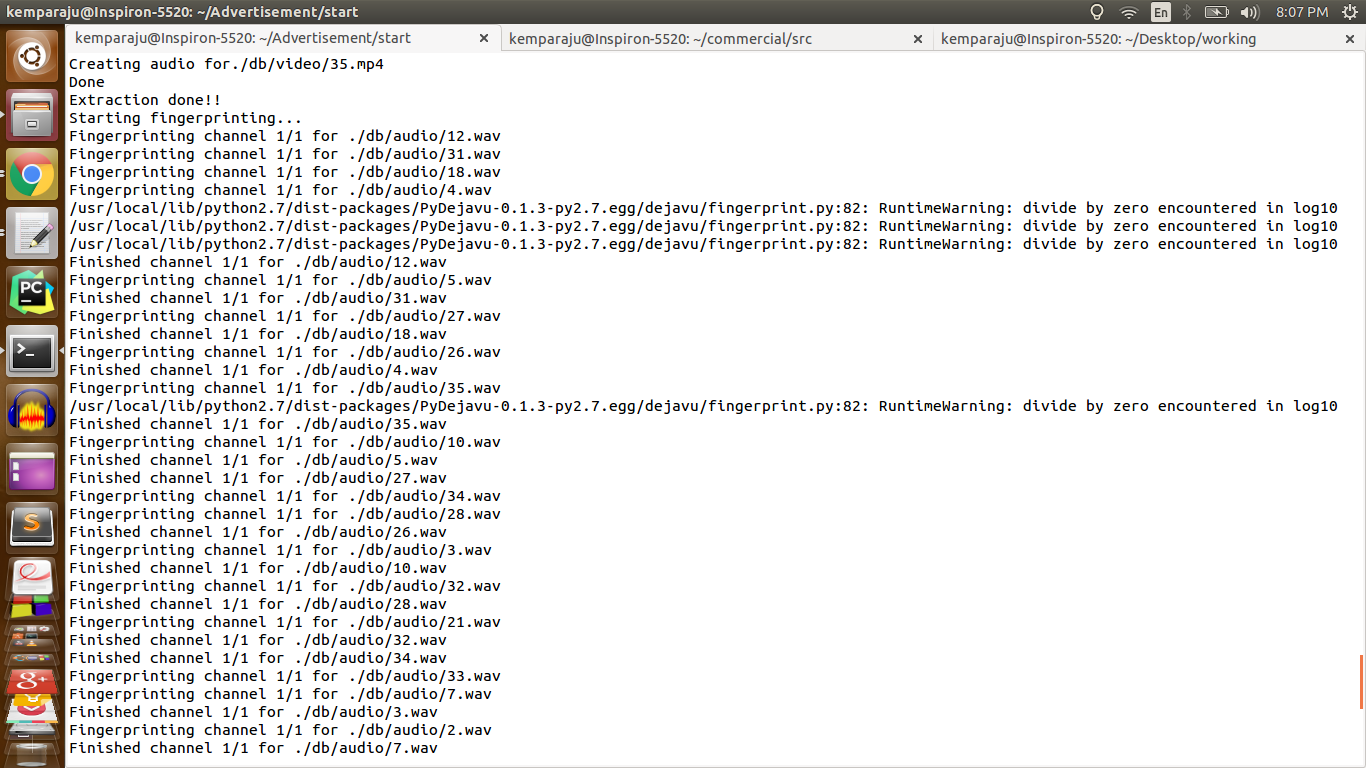 kemparaju@Inspiron-5520: ~/Advertisement/start
En
8:07 PM
kemparaju@Inspiron-5520: ~/Advertisement/start
kemparaju@Inspiron-5520: ~/commercial/src
kemparaju@Inspiron-5520: ~/Desktop/working
Creating audio for./db/video/35.mp4
Done
Extraction done!!
Starting fingerprinting...
Fingerprinting channel 1/1 for ./db/audio/12.wav
Fingerprinting channel 1/1 for ./db/audio/31.wav
Fingerprinting channel 1/1 for ./db/audio/18.wav
Fingerprinting channel 1/1 for ./db/audio/4.wav
/usr/local/lib/python2.7/dist-packages/PyDejavu-0.1.3-py2.7.egg/dejavu/fingerprint.py:82: RuntimeWarning: divide by zero encountered in log10
/usr/local/lib/python2.7/dist-packages/PyDejavu-0.1.3-py2.7.egg/dejavu/fingerprint.py:82: RuntimeWarning: divide by zero encountered in log10
/usr/local/lib/python2.7/dist-packages/PyDejavu-0.1.3-py2.7.egg/dejavu/fingerprint.py:82: RuntimeWarning: divide by zero encountered in log10
Finished channel 1/1 for ./db/audio/12.wav
Fingerprinting channel 1/1 for ./db/audio/5.wav
Finished channel 1/1 for ./db/audio/31.wav
Fingerprinting channel 1/1 for ./db/audio/27.wav
Finished channel 1/1 for ./db/audio/18.wav
Fingerprinting channel 1/1 for ./db/audio/26.wav
Finished channel 1/1 for ./db/audio/4.wav
Fingerprinting channel 1/1 for ./db/audio/35.wav
/usr/local/lib/python2.7/dist-packages/PyDejavu-0.1.3-py2.7.egg/dejavu/fingerprint.py:82: RuntimeWarning: divide by zero encountered in log10
Finished channel 1/1 for ./db/audio/35.wav
Fingerprinting channel 1/1 for ./db/audio/10.wav
Finished channel 1/1 for ./db/audio/5.wav
Finished channel 1/1 for ./db/audio/27.wav
Fingerprinting channel 1/1 for ./db/audio/34.wav
Fingerprinting channel 1/1 for ./db/audio/28.wav
Finished channel 1/1 for ./db/audio/26.wav
Fingerprinting channel 1/1 for ./db/audio/3.wav
Finished channel 1/1 for ./db/audio/10.wav
Fingerprinting channel 1/1 for ./db/audio/32.wav
Finished channel 1/1 for ./db/audio/28.wav
Fingerprinting channel 1/1 for ./db/audio/21.wav
Finished channel 1/1 for ./db/audio/32.wav
Finished channel 1/1 for ./db/audio/34.wav
Fingerprinting channel 1/1 for ./db/audio/33.wav
Fingerprinting channel 1/1 for ./db/audio/7.wav
Finished channel 1/1 for ./db/audio/3.wav
Fingerprinting channel 1/1 for ./db/audio/2.wav
Finished channel 1/1 for ./db/audio/7.wav
PC
>_
S
g+